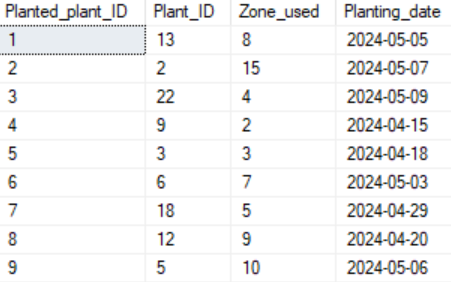 Planted_plant_ID Plant_ID Zone_used Planting_date
1 13 8 2024-05-05
2 2 15 2024-05-07
3 22 4 2024-05-09
4 9 2 2024-04-15
5 3 3 2024-04-18
6 6 7 2024-05-03
7 18 5 2024-04-29
8 12 9 2024-04-20
9 5 10 2024-05-06